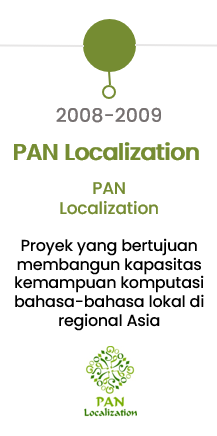 2008-2009
PAN Localization
PAN
Localization
Proyek yang bertujuan
membangun kapasitas
kemampuan komputasi
bahasa-bahasa lokal di
regional Asia
PAN
Localization